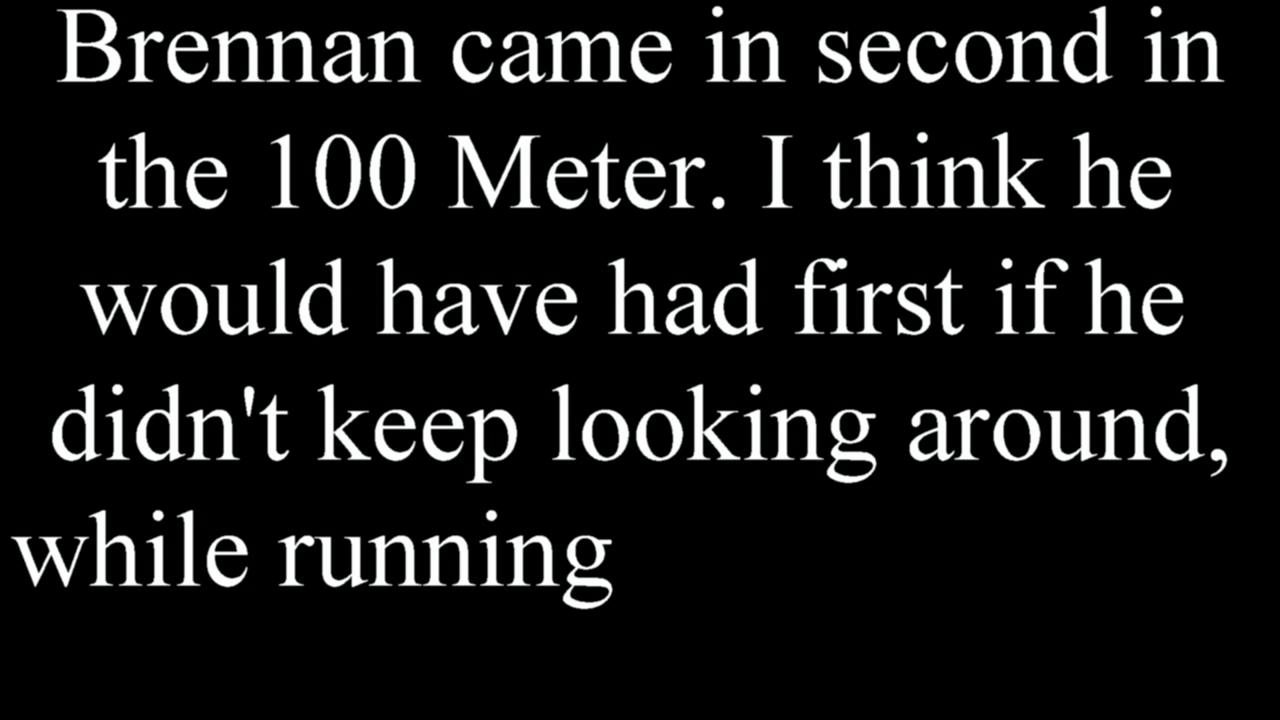 Brennan came in second in
the 100 Meter. I think he
would have had first if he
didn't keep looking around,
while running